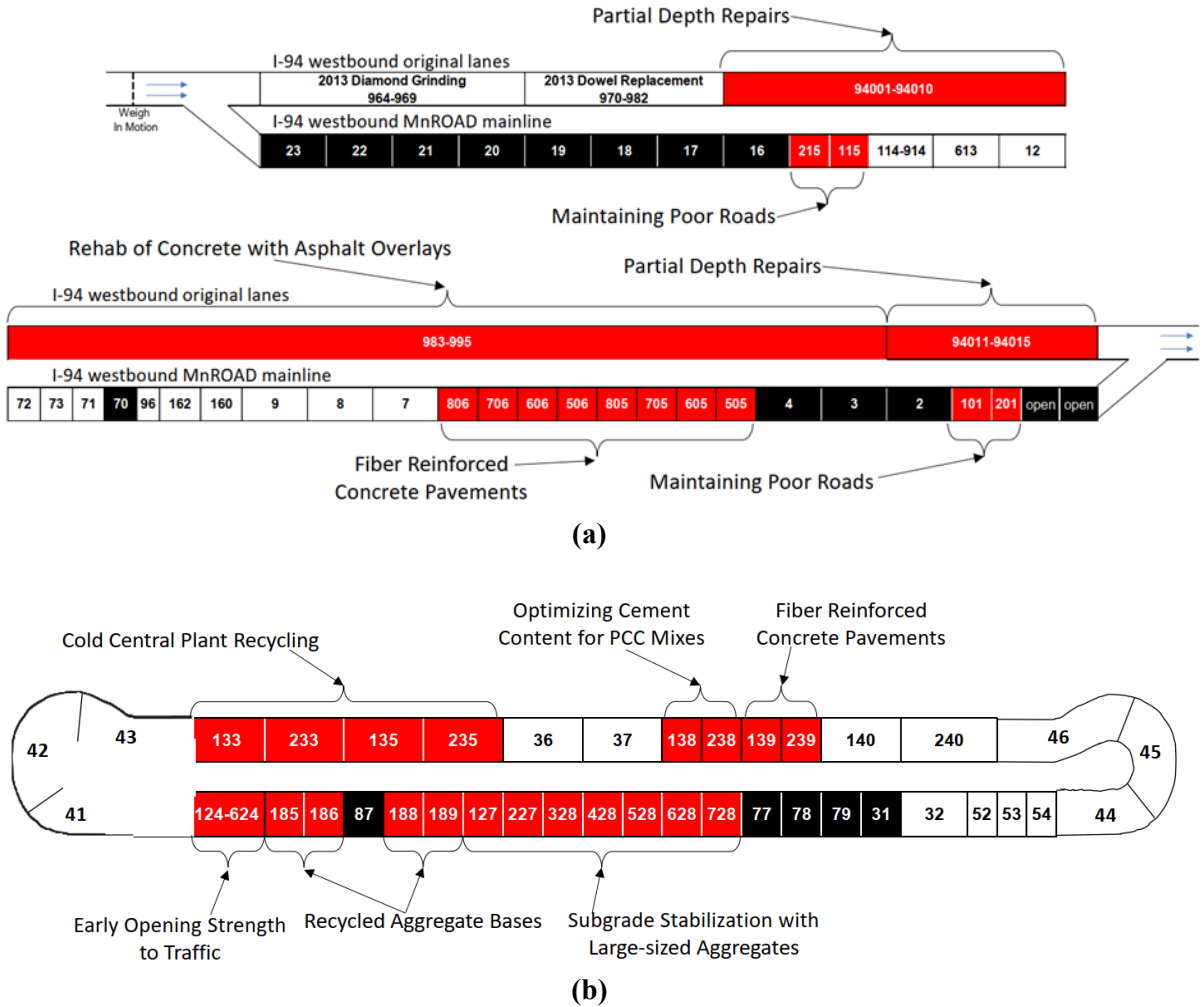 Partial Depth Repairs
I-94 westbound original lanes
2013 Diamond Grinding
964-969
2013 Dowel Replacement
970-982
94001-94010
Weigh
In Motion
I-94 westbound MnROAD mainline
23 22 21 20 19 18 17 16 215 115 114-914 613 12
Maintaining Poor Roads
Rehab of Concrete with Asphalt Overlays
Partial Depth Repairs
I-94 westbound original lanes
983-995 94011-94015
I-94 westbound MnROAD mainline
72 73 71 70 96 162 160 9 8 7 806 706 606 506 805 705 605 505 4 3 2 101 201 open open
Fiber Reinforced
Concrete Pavements
Maintaining Poor Roads
(a)
Cold Central Plant Recycling
Optimizing Cement
Content for PCC Mixes
Fiber Reinforced
Concrete Pavements
42 43 133 233 135 235 36 37 138 238 139 239 140 240 46 45
41 124-624 185 186 87 188 189 127 227 328 428 528 628 728 77 78 79 31 32 52 53 54 44
Early Opening Strength
to Traffic
Recycled Aggregate Bases
Subgrade Stabilization with
Large-sized Aggregates
(b)